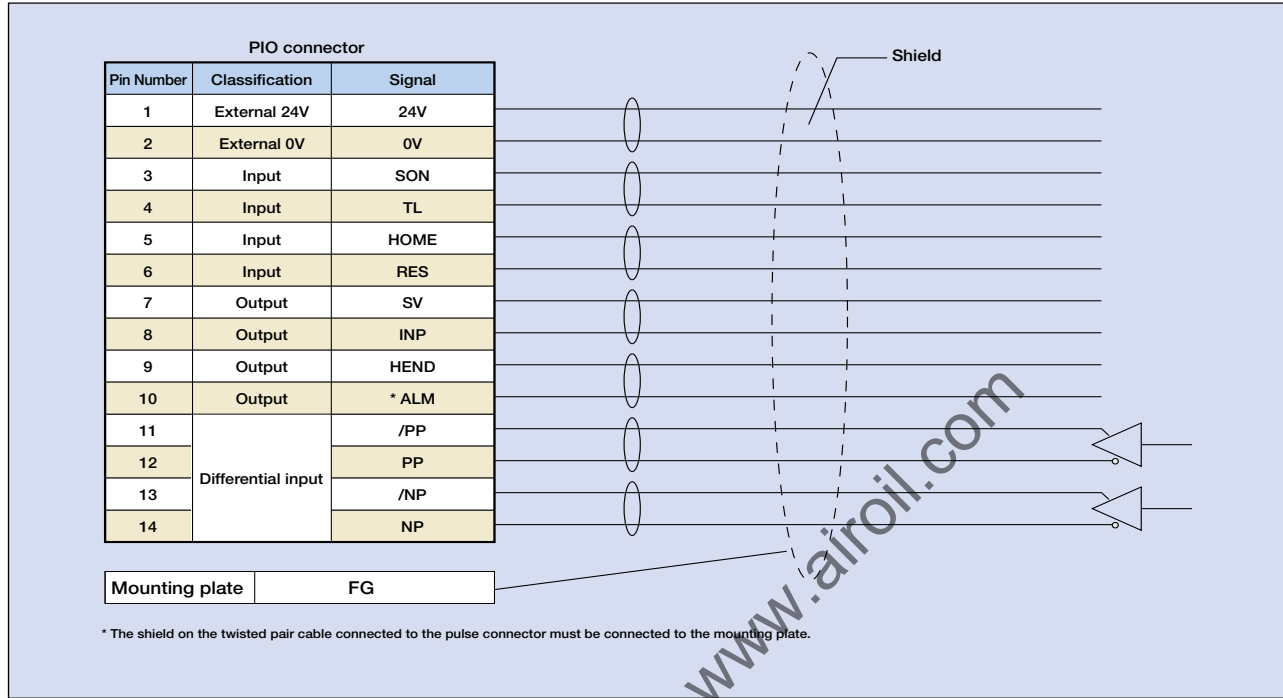 PIO connector
Shield
Pin Number Classification Signal
1 External 24V 24V
2 External 0V 0V
3 Input SON
4 Input TL
5 Input HOME
6 Input RES
7 Output SV
8 Output INP
9 Output HEND
10 Output * ALM
11 /PP
12 PP
Differential input
13 /NP
14 NP
Mounting plate FG
* The shield on the twisted pair cable connected to the pulse connector must be connected to the mounting plate.
www.airoil.com